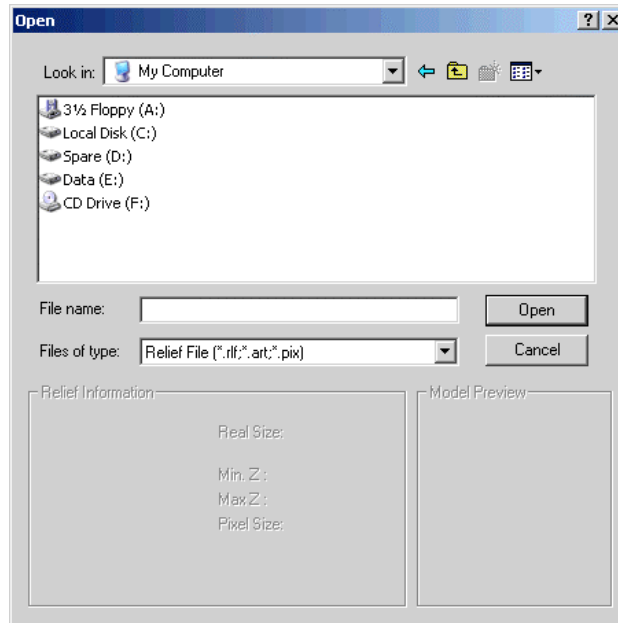 Open
Look in: My Computer
3½ Floppy (A:)
Local Disk (C:)
Spare (D:)
Data (E:)
CD Drive (F:)
File name:
Open
Files of type: Relief File (*.rlf;*.art;*.pix)
Cancel
Relief Information
Model Preview
Real Size:
Min. Z :
Max Z :
Pixel Size: